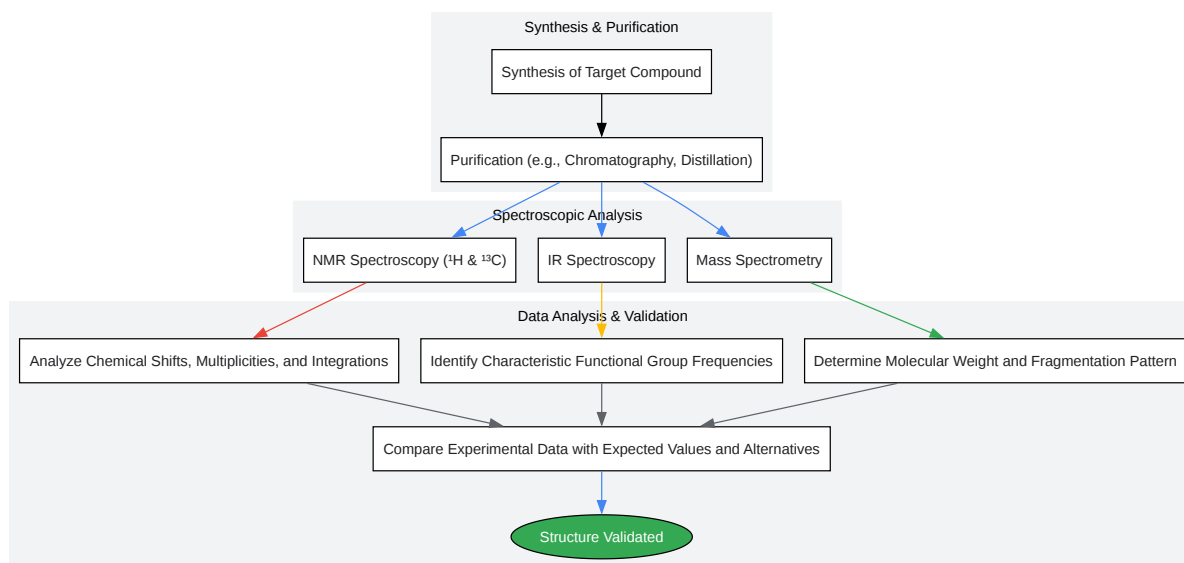 Synthesis & Purification
Synthesis of Target Compound
Purification (e.g., Chromatography, Distillation)
Spectroscopic Analysis
NMR Spectroscopy (¹H & ¹³C)
IR Spectroscopy
Mass Spectrometry
Data Analysis & Validation
Analyze Chemical Shifts, Multiplicities, and Integrations
Identify Characteristic Functional Group Frequencies
Determine Molecular Weight and Fragmentation Pattern
Compare Experimental Data with Expected Values and Alternatives
Structure Validated